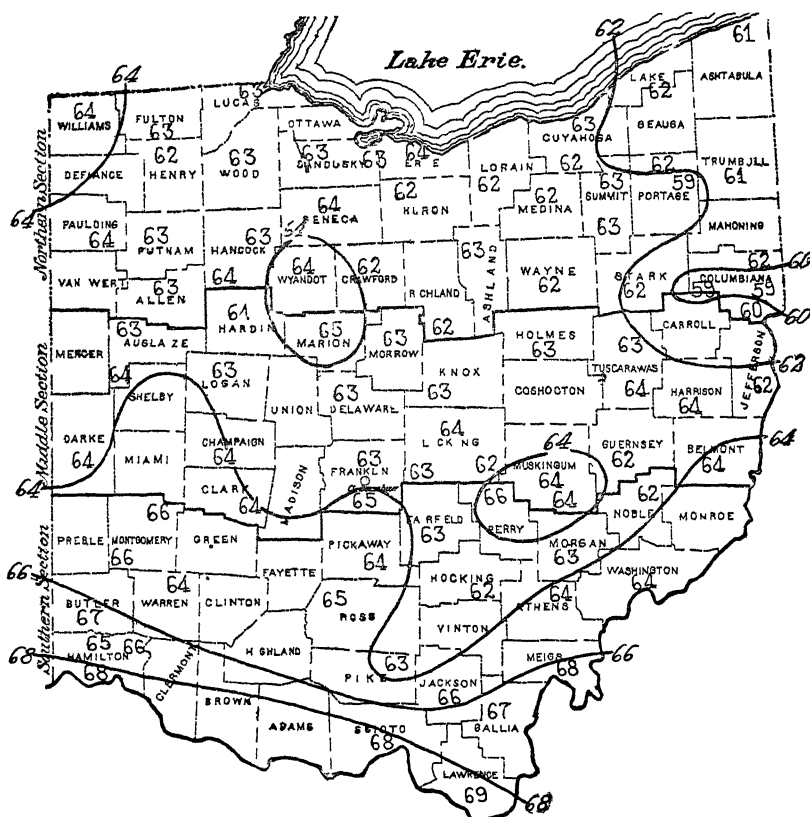 62
61
Lake Erie.
64
63
LUCAS
LAKE
62
ASHTABULA
64
WILLIAMS
FULTON
63
OTTAWA
63
CUYAHOGA
GEAUGA
62
HENRY
63
WOOD
63
SANDUSKY
63
ERIE
LORAIN
62
62
62
TRUMBULL
61
DEFIANCE
Northern Section
64
SENECA
62
HURON
62
MEDINA
63
SUMMIT
59
PORTAGE
64
PAULDING
64
63
PUTNAM
63
HANCOCK
64
63
63
MAHONING
64
WYANDOT
62
CRAWFORD
RICHLAND
ASHLAND
WAYNE
62
STARK
62
62
COLUMBIANA
59
59
VAN WERT
63
ALLEN
64
61
HARDIN
65
MARION
63
MORROW
62
HOLMES
63
CARROLL
60
60
63
AUGLAIZE
MERCER
63
TUSCARAWAS
64
62
JEFFERSON
62
HARRISON
64
Middle Section
64
SHELBY
63
LOGAN
UNION
63
DELAWARE
KNOX
63
COSHOCTON
DARKE
64
MIAMI
CHAMPAIGN
64
MADISON
64
LICKING
62
64
MUSKINGUM
64
64
GUERNSEY
62
BELMONT
64
64
64
CLARK
64
63
FRANKLIN
Columbus
65
63
66
PERRY
62
NOBLE
MONROE
66
PREBLE
MONTGOMERY
66
GREEN
PICKAWAY
64
FAIRFIELD
63
MORGAN
63
WASHINGTON
64
Southern Section
66
BUTLER
67
64
WARREN
CLINTON
FAYETTE
65
ROSS
HOCKING
62
64
ATHENS
VINTON
65
HAMILTON
68
66
CLERMONT
HIGHLAND
63
PIKE
JACKSON
66
MEIGS
68
66
68
BROWN
ADAMS
SCIOTO
68
67
GALLIA
LAWRENCE
69
68